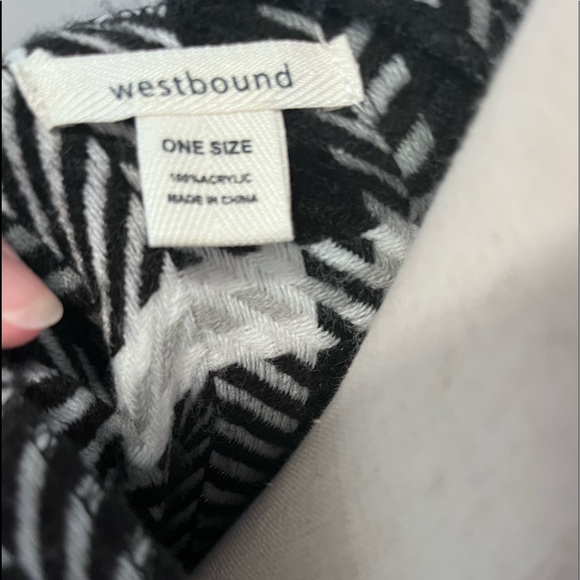 westbound
ONE SIZE
100%ACRYLIC
MADE IN CHINA